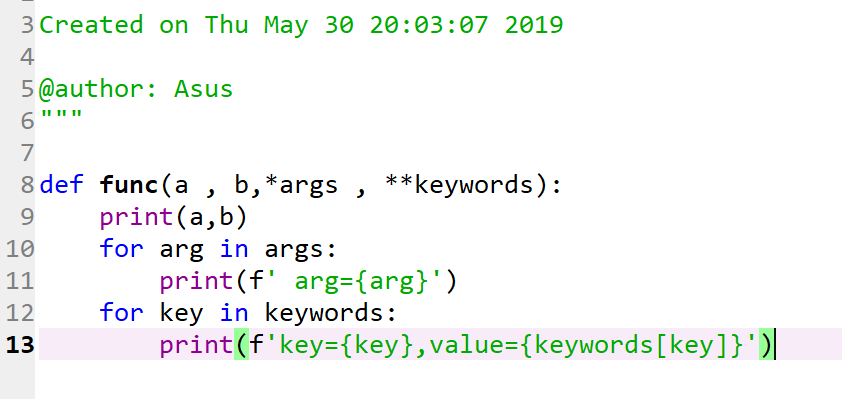 3 Created on Thu May 30 20:03:07 2019
4
5 @author: Asus
6 """
7
8 def func(a , b,*args , **keywords):
9     print(a,b)
10     for arg in args:
11         print(f' arg={arg}')
12     for key in keywords:
13         print(f'key={key},value={keywords[key]}')